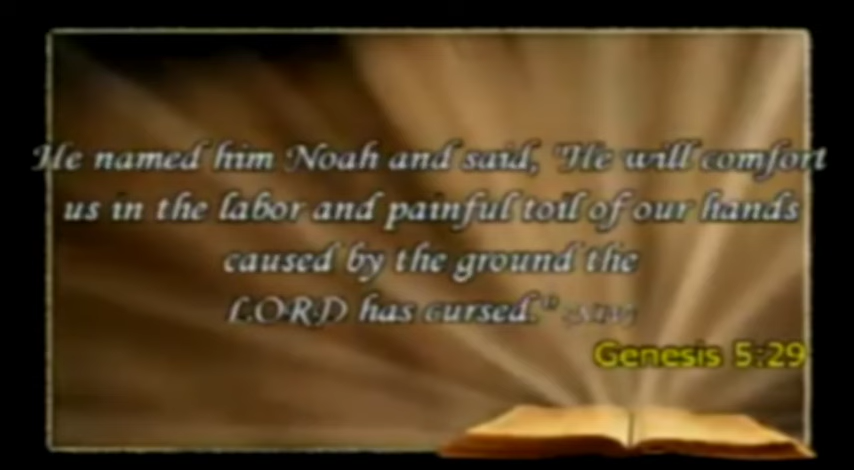 He named him Noah and said, "He will comfort
us in the labor and painful toil of our hands
caused by the ground the
LORD has cursed."
Genesis 5:29